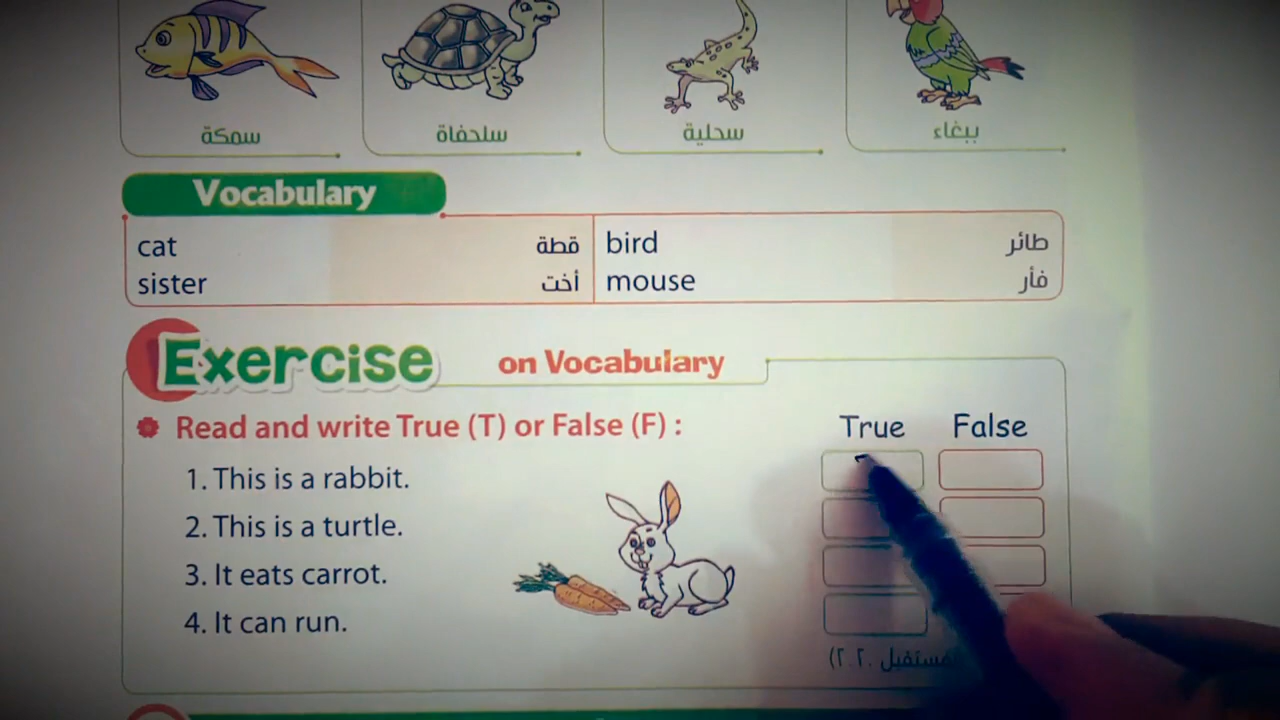 سمكة
سلحفاة
سحلية
ببغاء
Vocabulary
cat قطة bird طائر
sister أخت mouse فأر
Exercise on Vocabulary
Read and write True (T) or False (F) : True False
1. This is a rabbit.
2. This is a turtle.
3. It eats carrot.
4. It can run.